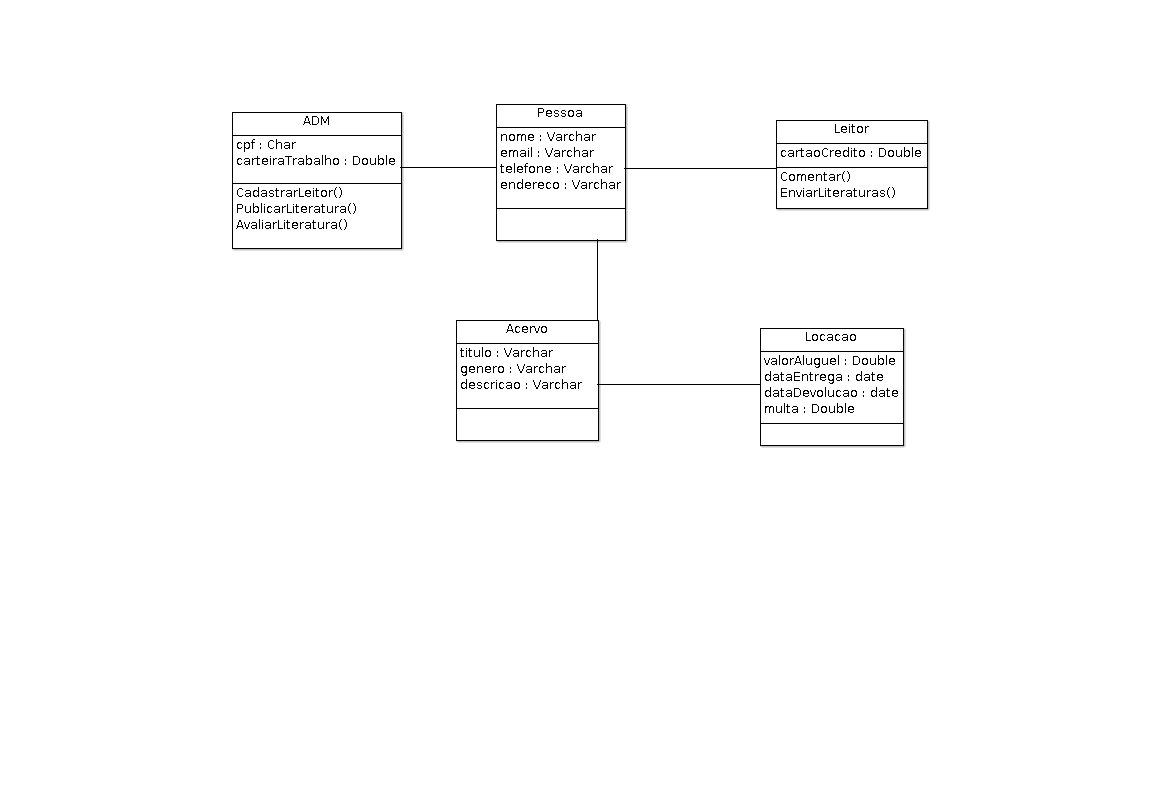 ADM
cpf : Char
carteiraTrabalho : Double
CadastrarLeitor()
PublicarLiteratura()
AvaliarLiteratura()
Pessoa
nome : Varchar
email : Varchar
telefone : Varchar
endereco : Varchar
Leitor
cartaoCredito : Double
Comentar()
EnviarLiteraturas()
Acervo
titulo : Varchar
genero : Varchar
descricao : Varchar
Locacao
valorAluguel : Double
dataEntrega : date
dataDevolucao : date
multa : Double